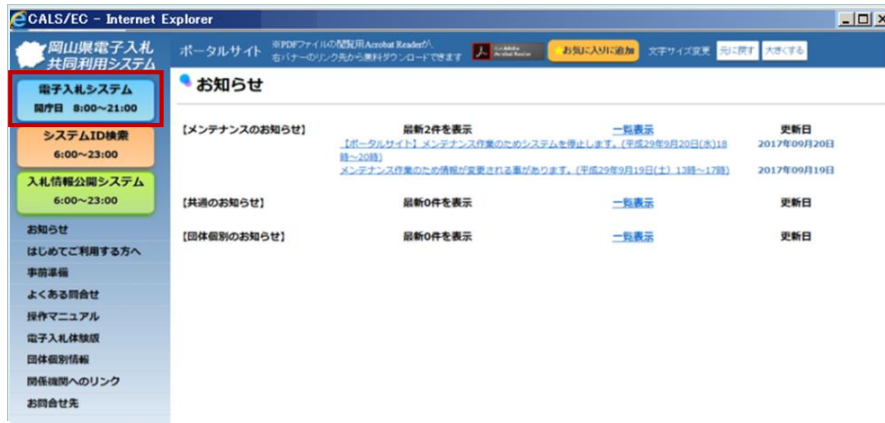 CALS/EC - Internet Explorer
岡山県電子入札
共同利用システム
ポータルサイト
※PDFファイルの閲覧用Acrobat Readerが、
右バナーのリンク先から無料ダウンロードできます
お気に入りに追加
文字サイズ変更
元に戻す
大きくする
電子入札システム
開庁日 8:00～21:00
システムID検索
6:00～23:00
入札情報公開システム
6:00～23:00
お知らせ
はじめてご利用する方へ
事前準備
よくある問合せ
操作マニュアル
電子入札体験版
団体個別情報
関係機関へのリンク
お問合せ先
お知らせ
【メンテナンスのお知らせ】 最新2件を表示 一覧表示 更新日
【ポータルサイト】メンテナンス作業のためシステムを停止します。(平成29年9月20日(水)18 2017年09月20日
時～20時)
メンテナンス作業のため情報が変更される事があります。(平成29年9月19日(土) 13時～17時) 2017年09月19日
【共通のお知らせ】 最新0件を表示 一覧表示 更新日
【団体個別のお知らせ】 最新0件を表示 一覧表示 更新日